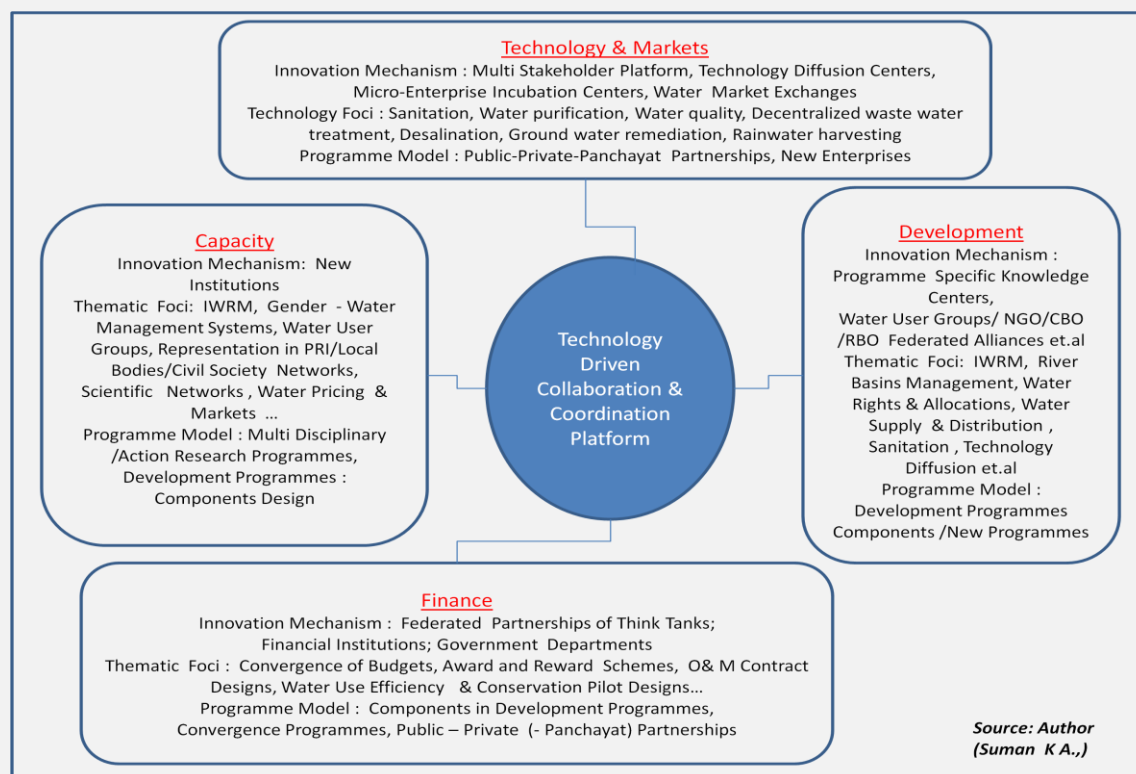 Technology & Markets
Innovation Mechanism : Multi Stakeholder Platform, Technology Diffusion Centers,
Micro-Enterprise Incubation Centers, Water Market Exchanges
Technology Foci : Sanitation, Water purification, Water quality, Decentralized waste water
treatment, Desalination, Ground water remediation, Rainwater harvesting
Programme Model : Public-Private-Panchayat Partnerships, New Enterprises
Capacity
Innovation Mechanism: New
Institutions
Thematic Foci: IWRM, Gender - Water
Management Systems, Water User
Groups, Representation in PRI/Local
Bodies/Civil Society Networks,
Scientific Networks , Water Pricing &
Markets ...
Programme Model : Multi Disciplinary
/Action Research Programmes,
Development Programmes :
Components Design
Technology
Driven
Collaboration &
Coordination
Platform
Development
Innovation Mechanism :
Programme Specific Knowledge
Centers,
Water User Groups/ NGO/CBO
/RBO Federated Alliances et.al
Thematic Foci: IWRM, River
Basins Management, Water
Rights & Allocations, Water
Supply & Distribution ,
Sanitation , Technology
Diffusion et.al
Programme Model :
Development Programmes
Components /New Programmes
Finance
Innovation Mechanism : Federated Partnerships of Think Tanks;
Financial Institutions; Government Departments
Thematic Foci : Convergence of Budgets, Award and Reward Schemes, O& M Contract
Designs, Water Use Efficiency & Conservation Pilot Designs...
Programme Model : Components in Development Programmes,
Convergence Programmes, Public – Private (- Panchayat) Partnerships
Source: Author
(Suman K A.,)